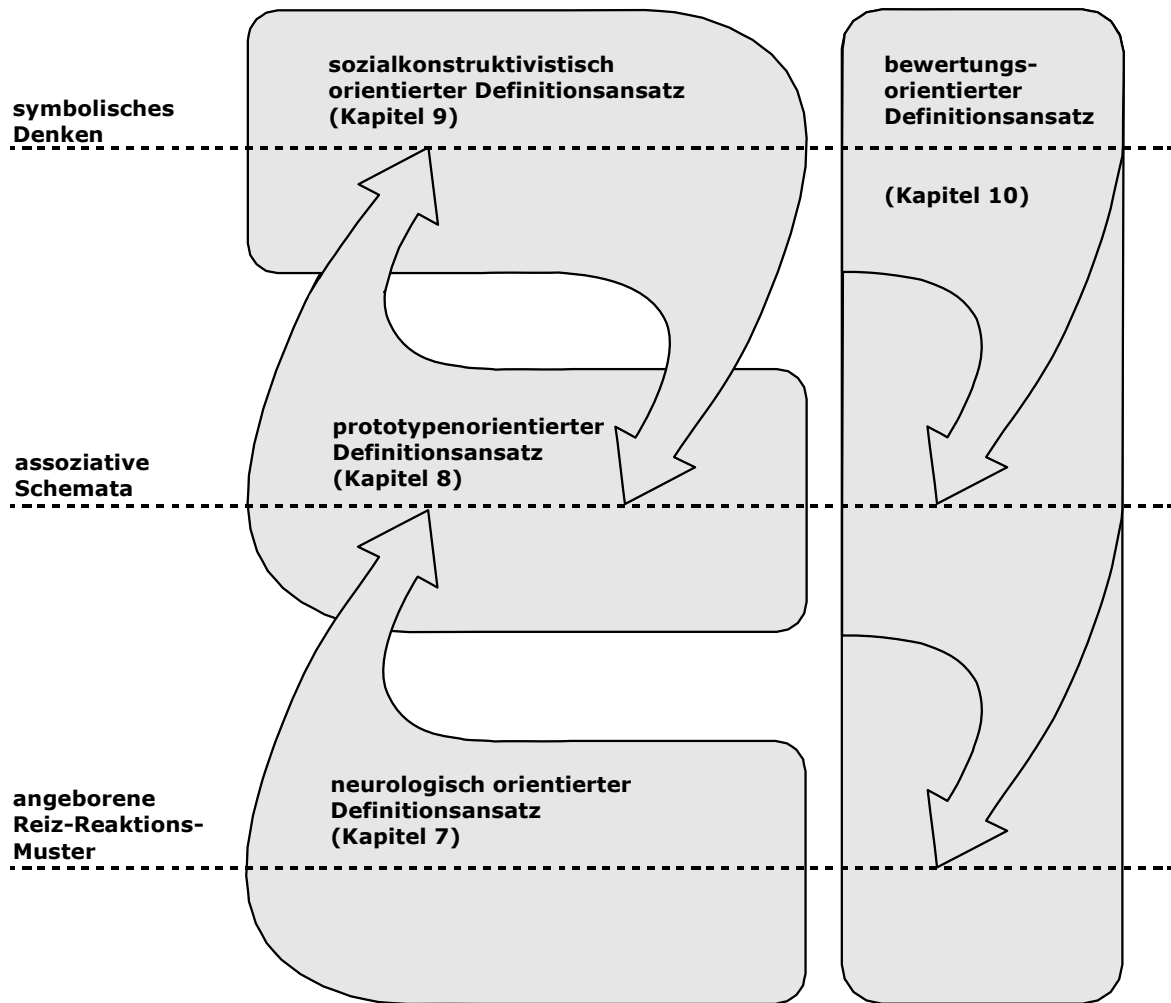 symbolisches
Denken
sozialkonstruktivistisch
orientierter Definitionsansatz
(Kapitel 9)
bewertungs-
orientierter
Definitionsansatz
(Kapitel 10)
assoziative
Schemata
prototypenorientierter
Definitionsansatz
(Kapitel 8)
angeborene
Reiz-Reaktions-
Muster
neurologisch orientierter
Definitionsansatz
(Kapitel 7)